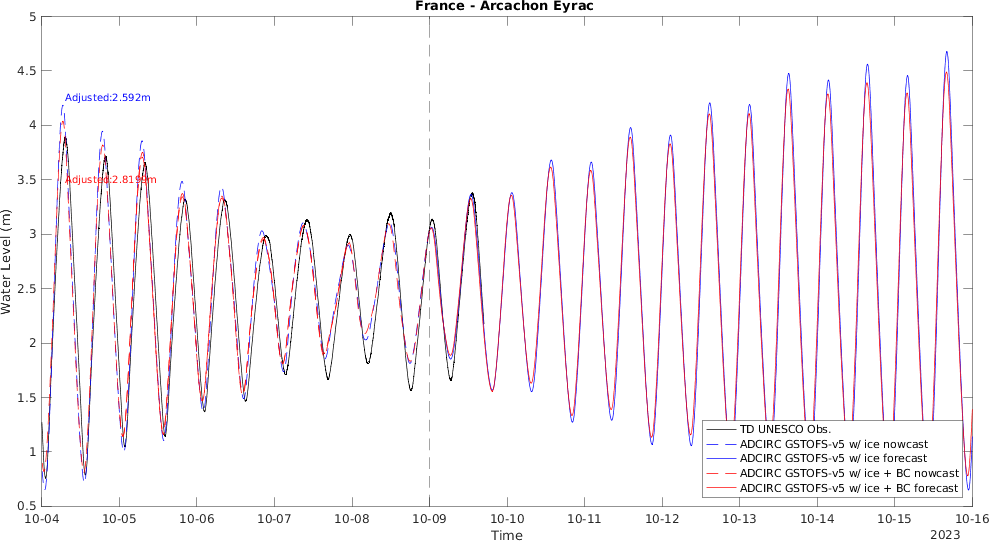 France - Arcachon Eyrac
Water Level (m)
5
4.5
4
3.5
3
2.5
2
1.5
1
0.5
Adjusted:2.592m
Adjusted:2.8199m
TD UNESCO Obs.
ADCIRC GSTOFS-v5 w/ ice nowcast
ADCIRC GSTOFS-v5 w/ ice forecast
ADCIRC GSTOFS-v5 w/ ice + BC nowcast
ADCIRC GSTOFS-v5 w/ ice + BC forecast
10-04 10-05 10-06 10-07 10-08 10-09 10-10 10-11 10-12 10-13 10-14 10-15 10-16
Time
2023